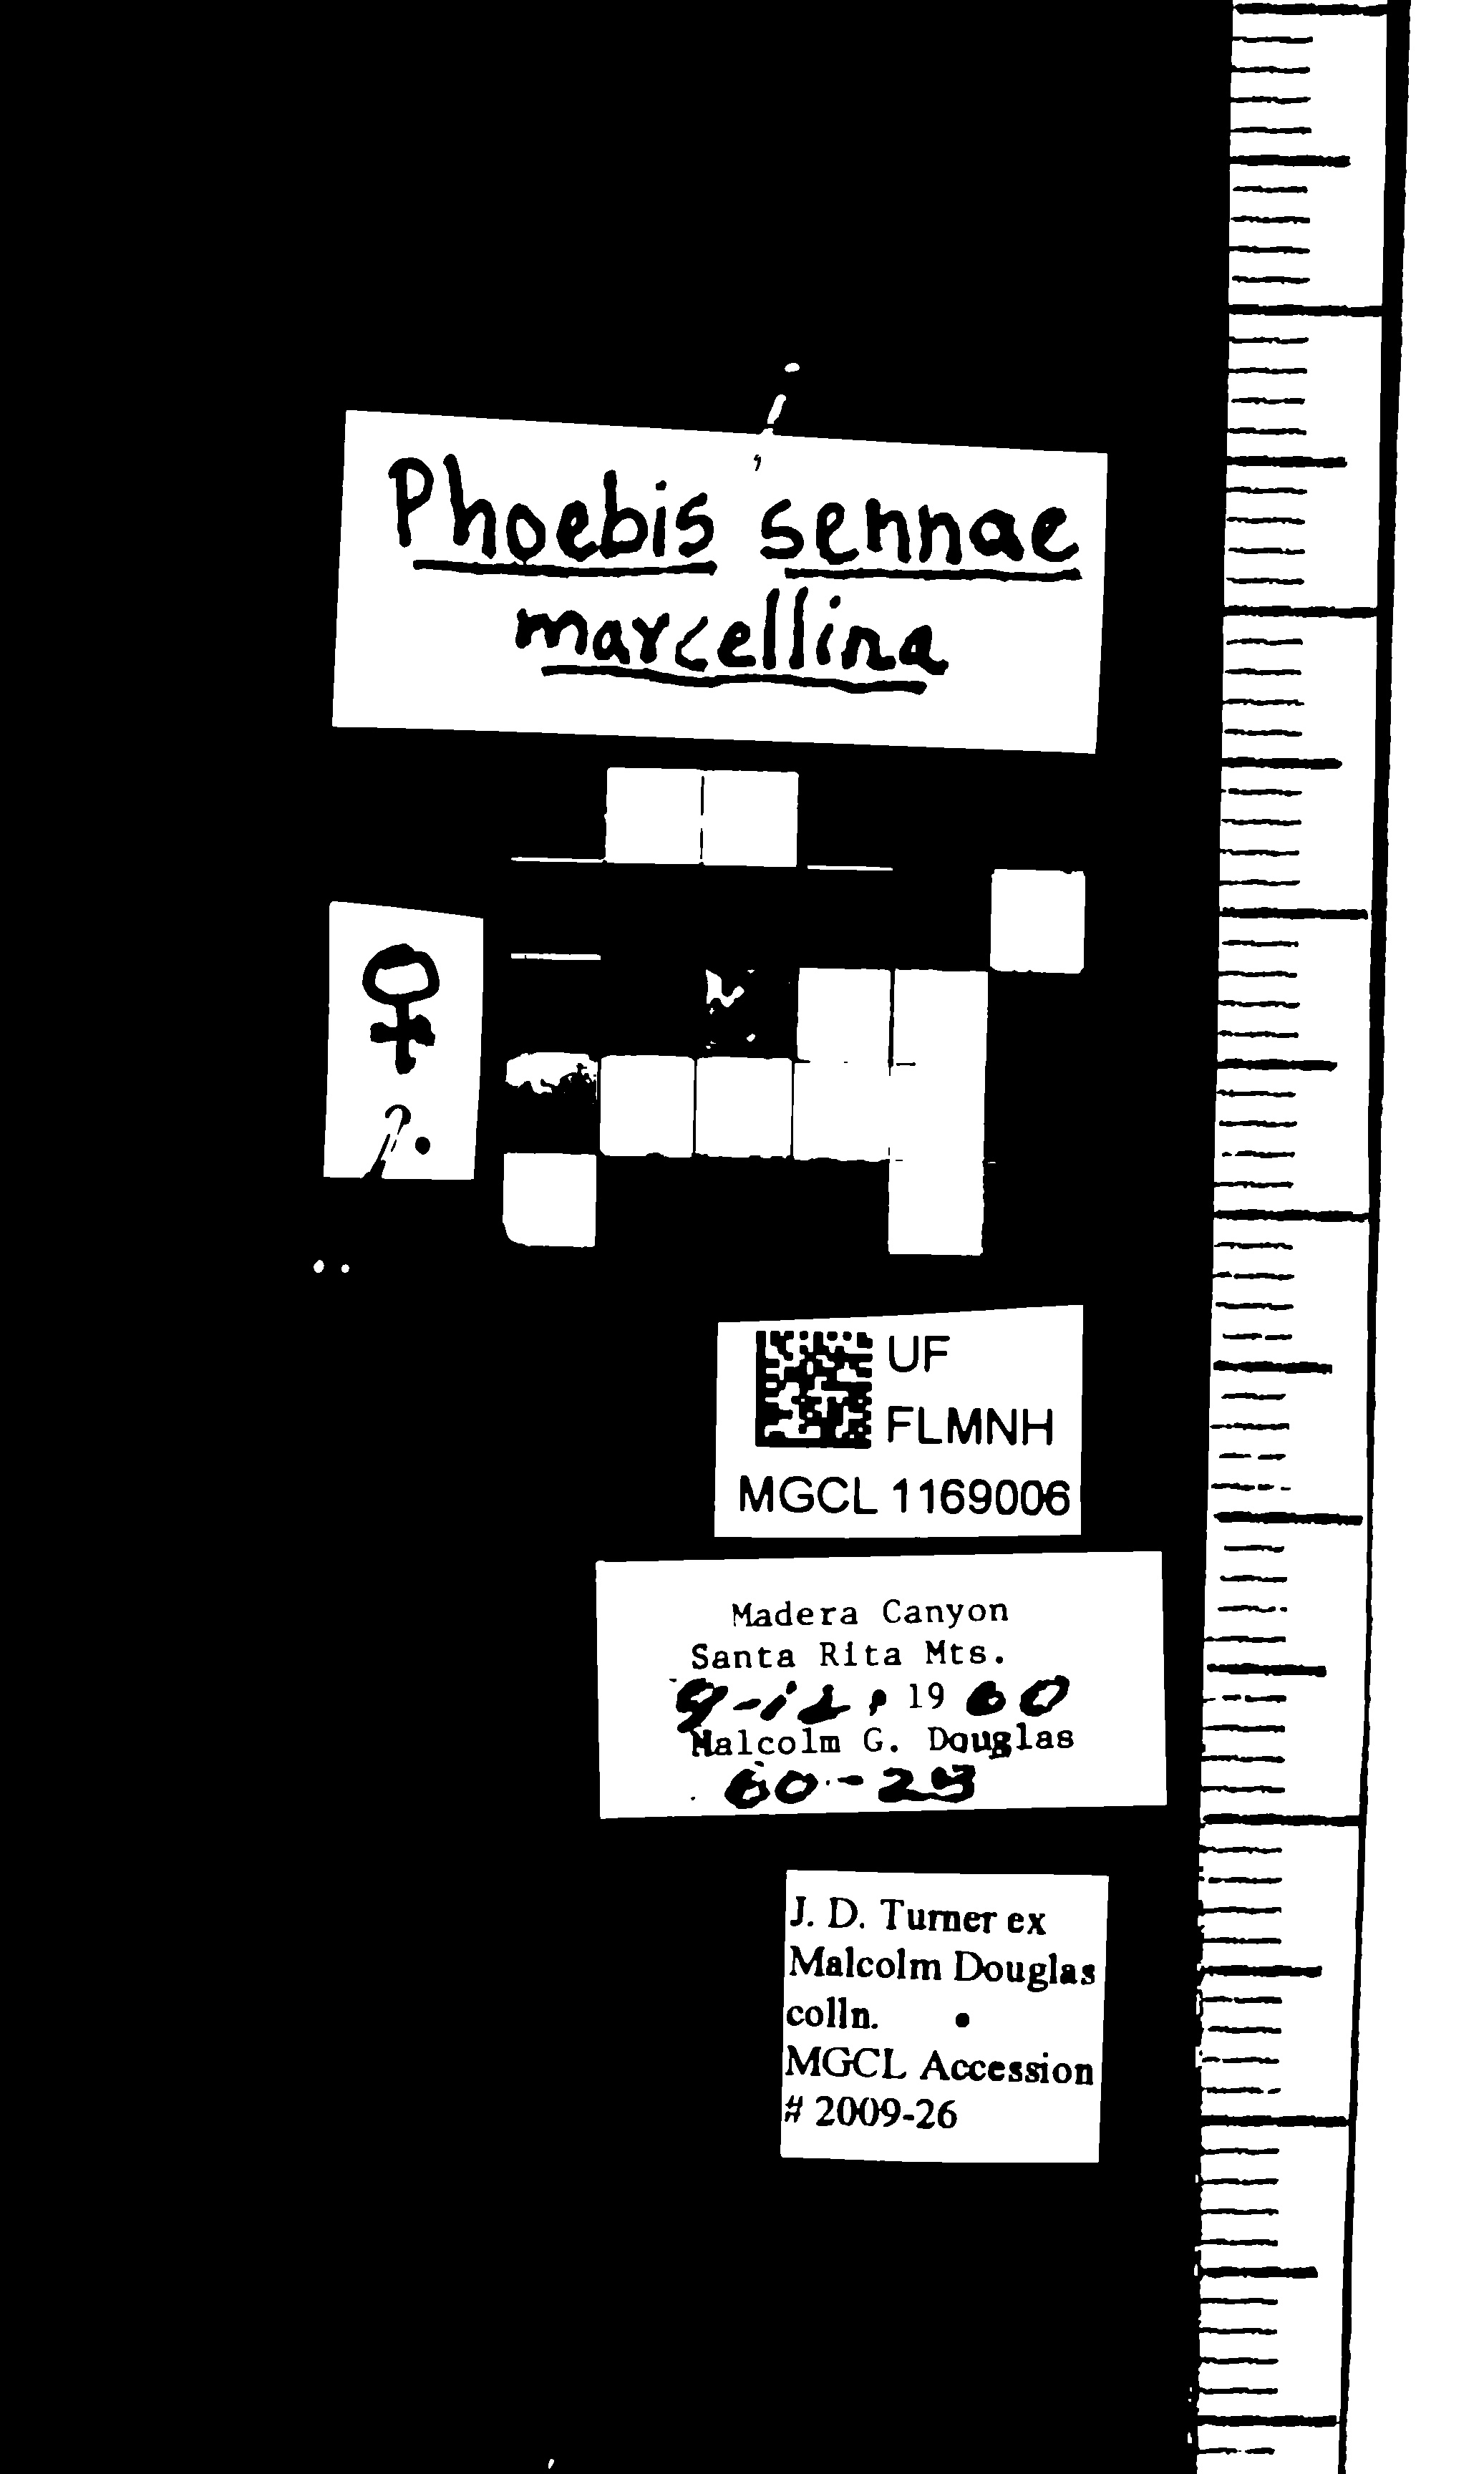 Phoebis sennae
marcellina
♀
?.
UF
FLMNH
MGCL 1169006
Madera Canyon
Santa Rita Mts.
9-12, 1960
Malcolm G. Douglas
60-
J. D. Turner ex
Malcolm Douglas
colln.
MGCL Accession
# 2009-26